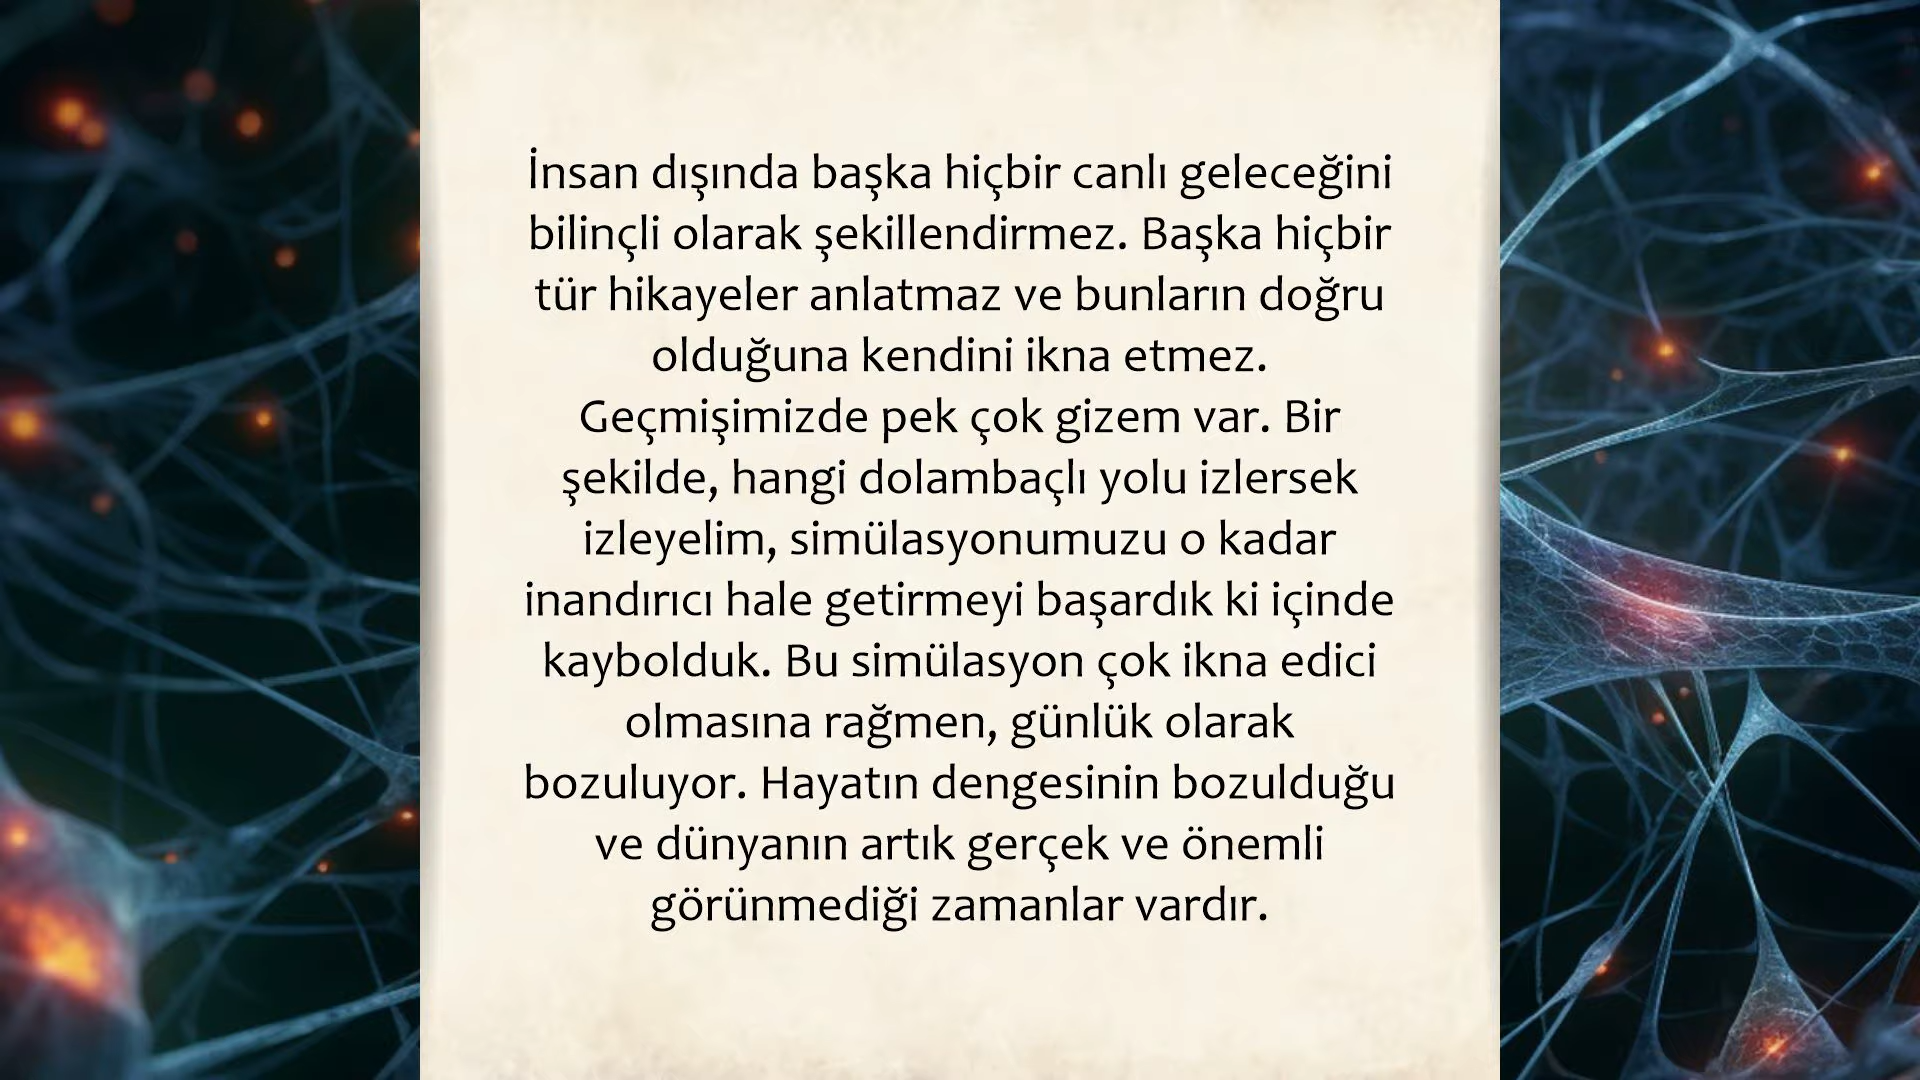 İnsan dışında başka hiçbir canlı geleceğini
bilinçli olarak şekillendirmez. Başka hiçbir
tür hikayeler anlatmaz ve bunların doğru
olduğuna kendini ikna etmez.
Geçmişimizde pek çok gizem var. Bir
şekilde, hangi dolambaçlı yolu izlersek
izleyelim, simülasyonumuzu o kadar
inandırıcı hale getirmeyi başardık ki içinde
kaybolduk. Bu simülasyon çok ikna edici
olmasına rağmen, günlük olarak
bozuluyor. Hayatın dengesinin bozulduğu
ve dünyanın artık gerçek ve önemli
görünmediği zamanlar vardır.